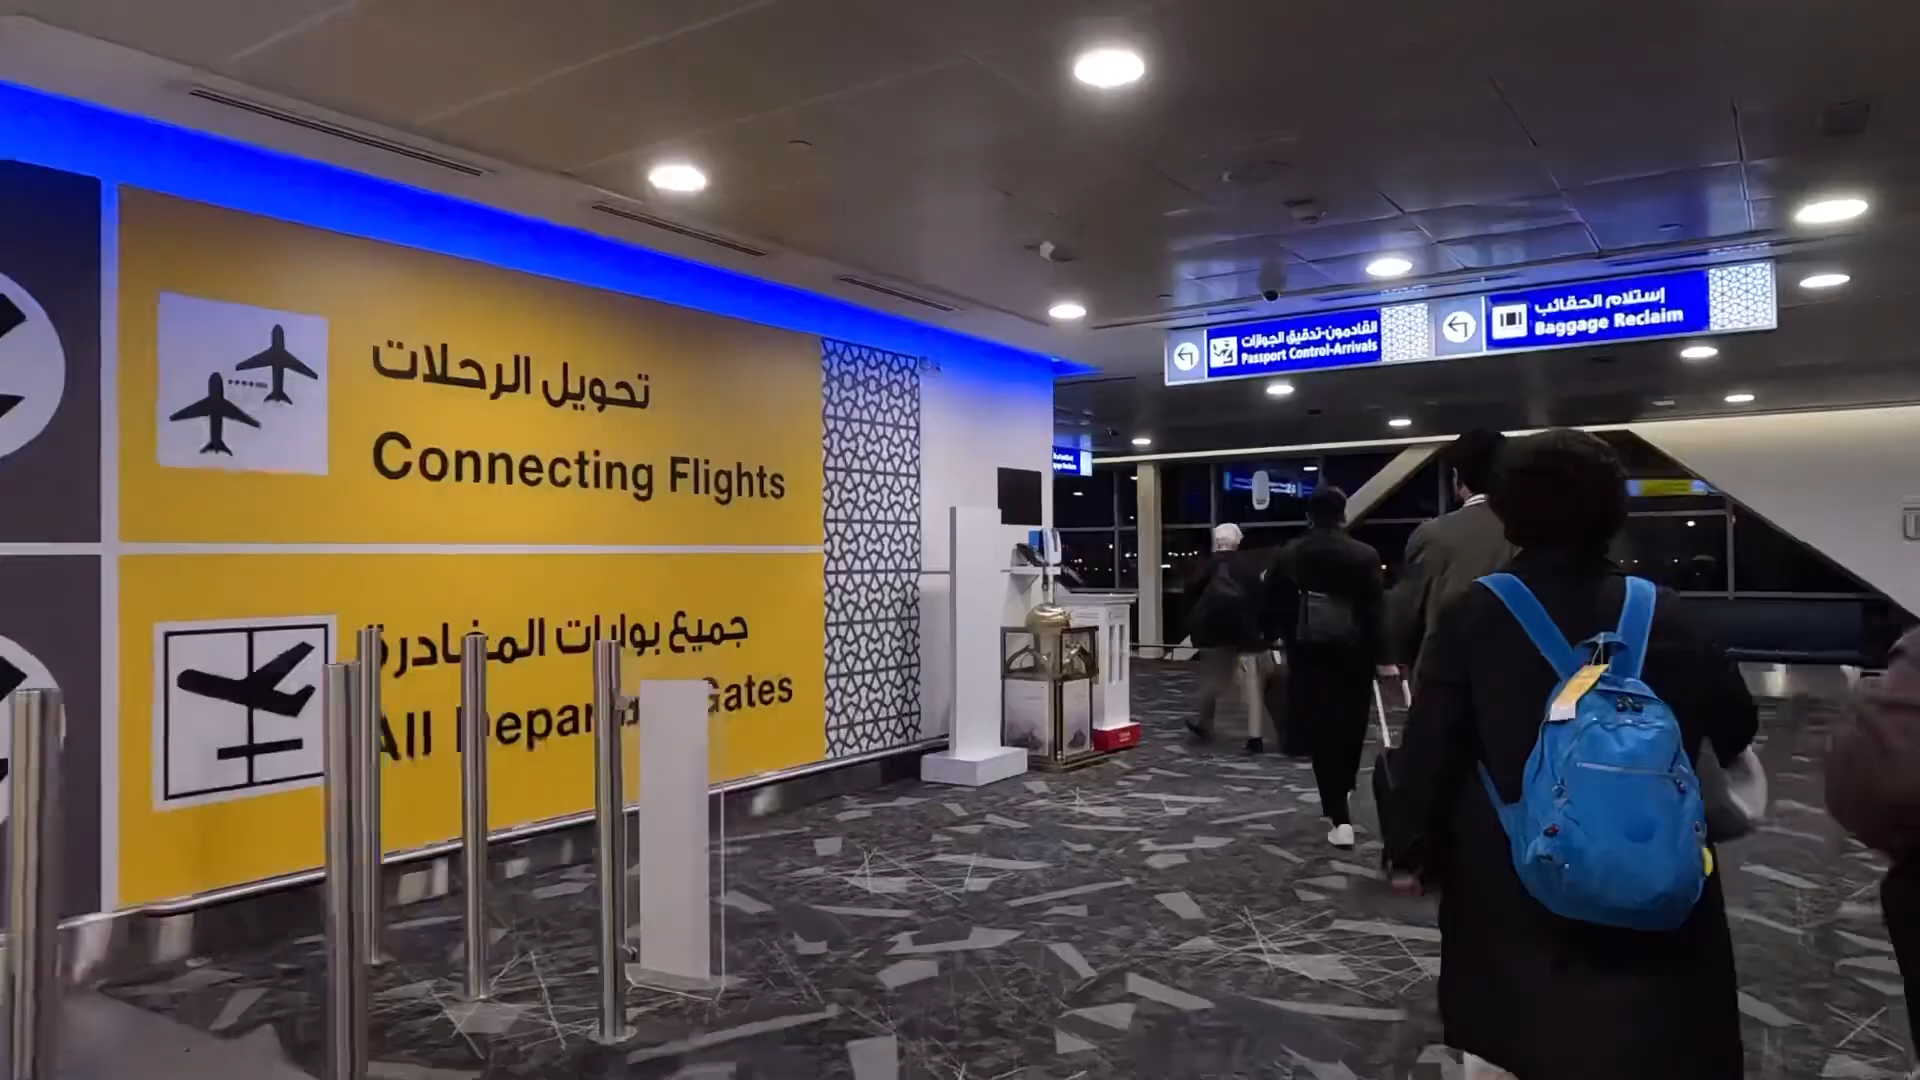 تحويل الرحلات
Connecting Flights
جميع بوابات المغادرة
All Gates
القادمون-تدقيق الجوازات
Passport Control-Arrivals
إستلام الحقائب
Baggage Reclaim